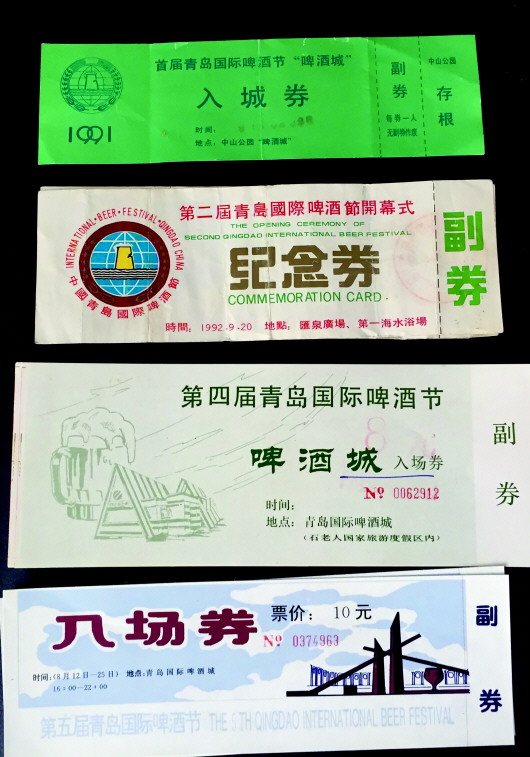 首届青岛国际啤酒节“啤酒城”
入城券
1991
时间：
地点：中山公园“啤酒城”
副券
每券一人
无副券作废
中山公园
存根
INTERNATIONAL·BEER·FESTIVAL·QINGDAO CHINA
中國青島國際啤酒節
第二屆青島國際啤酒節開幕式
THE OPENING CEREMONY OF
SECOND QINGDAO INTERNATIONAL BEER FESTIVAL
纪念券
COMMEMORATION CARD
時間：1992-9-20 地點：匯泉廣場、第一海水浴場
副券
第四届青岛国际啤酒节
啤酒城 入场券
№ 0062912
时间：
地点：青岛国际啤酒城
（石老人国家旅游度假区内）
副券
入场券
票价：10元
№ 0374963
时间：(8月12日—25日) 地点：青岛国际啤酒城
16：00—22：00
第五届青岛国际啤酒节 THE 5TH QINGDAO INTERNATIONAL BEER FESTIVAL
副券